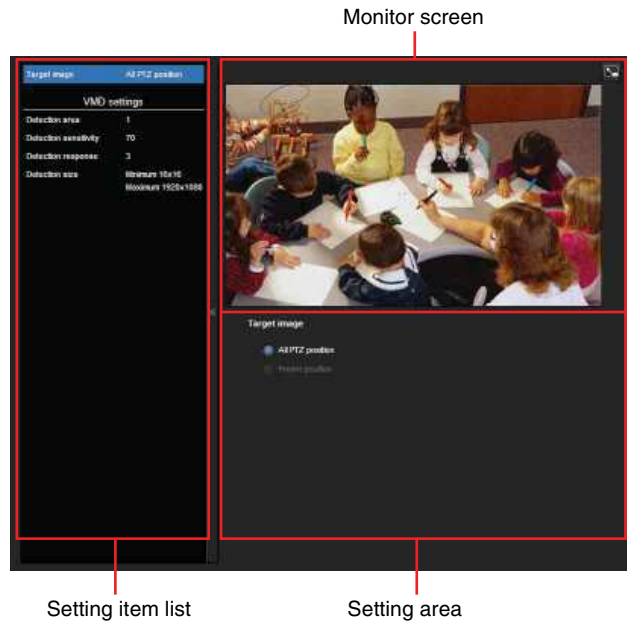 Monitor screen
Target image All PTZ position
VMD settings
Detection area 1
Detection sensitivity 70
Detection response 3
Detection size Minimum 16x16
Maximum 1920x1080
Target image
All PTZ position
Preset position
Setting item list
Setting area